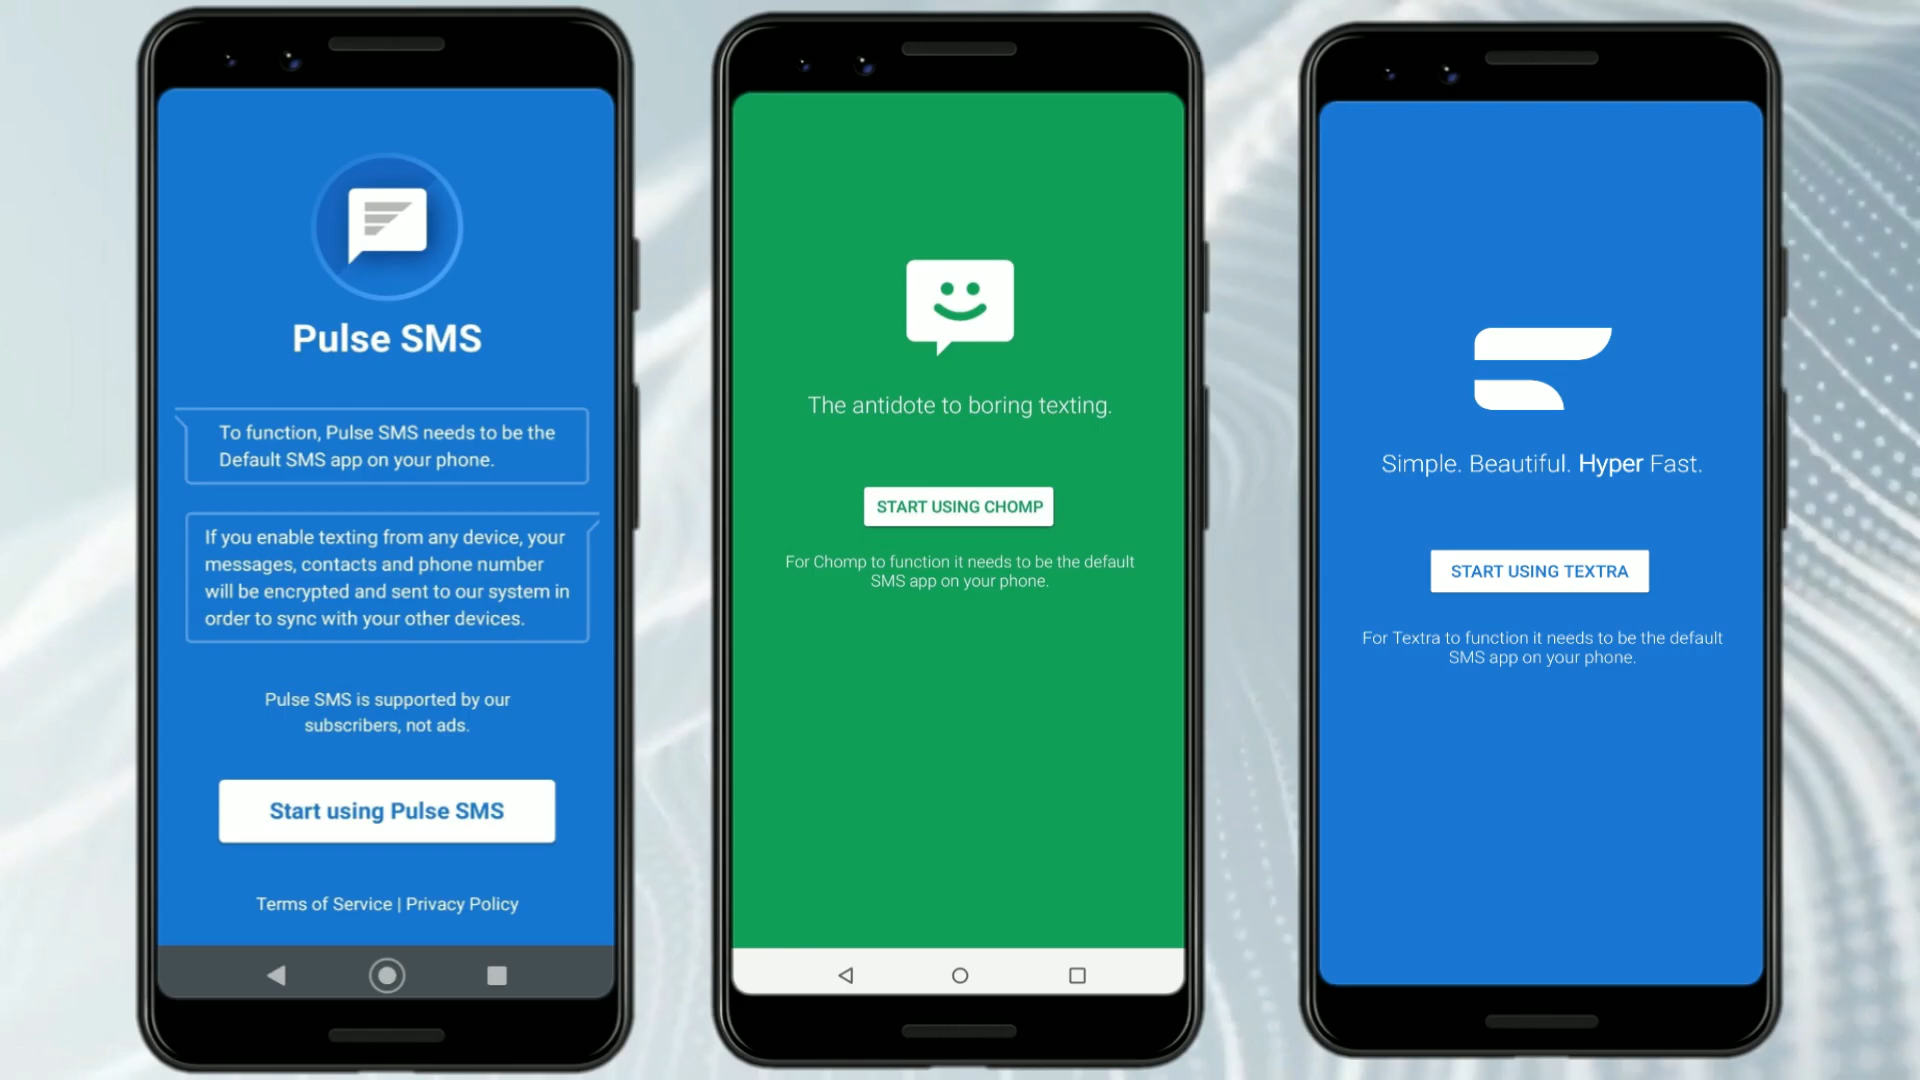 Pulse SMS
To function, Pulse SMS needs to be the
Default SMS app on your phone.
If you enable texting from any device, your
messages, contacts and phone number
will be encrypted and sent to our system in
order to sync with your other devices.
Pulse SMS is supported by our
subscribers, not ads.
Start using Pulse SMS
Terms of Service | Privacy Policy
The antidote to boring texting.
START USING CHOMP
For Chomp to function it needs to be the default
SMS app on your phone.
Simple. Beautiful. Hyper Fast.
START USING TEXTRA
For Textra to function it needs to be the default
SMS app on your phone.